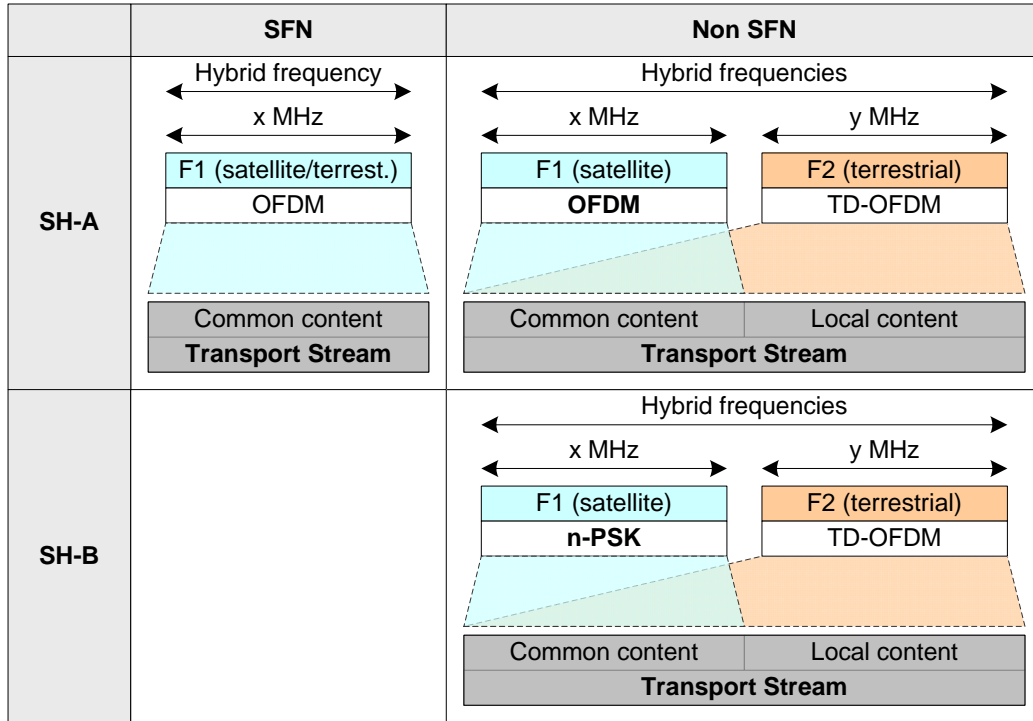 SFN
Non SFN
SH-A
Hybrid frequency
x MHz
F1 (satellite/terrest.)
OFDM
Common content
Transport Stream
Hybrid frequencies
x MHz
y MHz
F1 (satellite)
F2 (terrestrial)
OFDM
TD-OFDM
Common content
Local content
Transport Stream
SH-B
Hybrid frequencies
x MHz
y MHz
F1 (satellite)
F2 (terrestrial)
n-PSK
TD-OFDM
Common content
Local content
Transport Stream